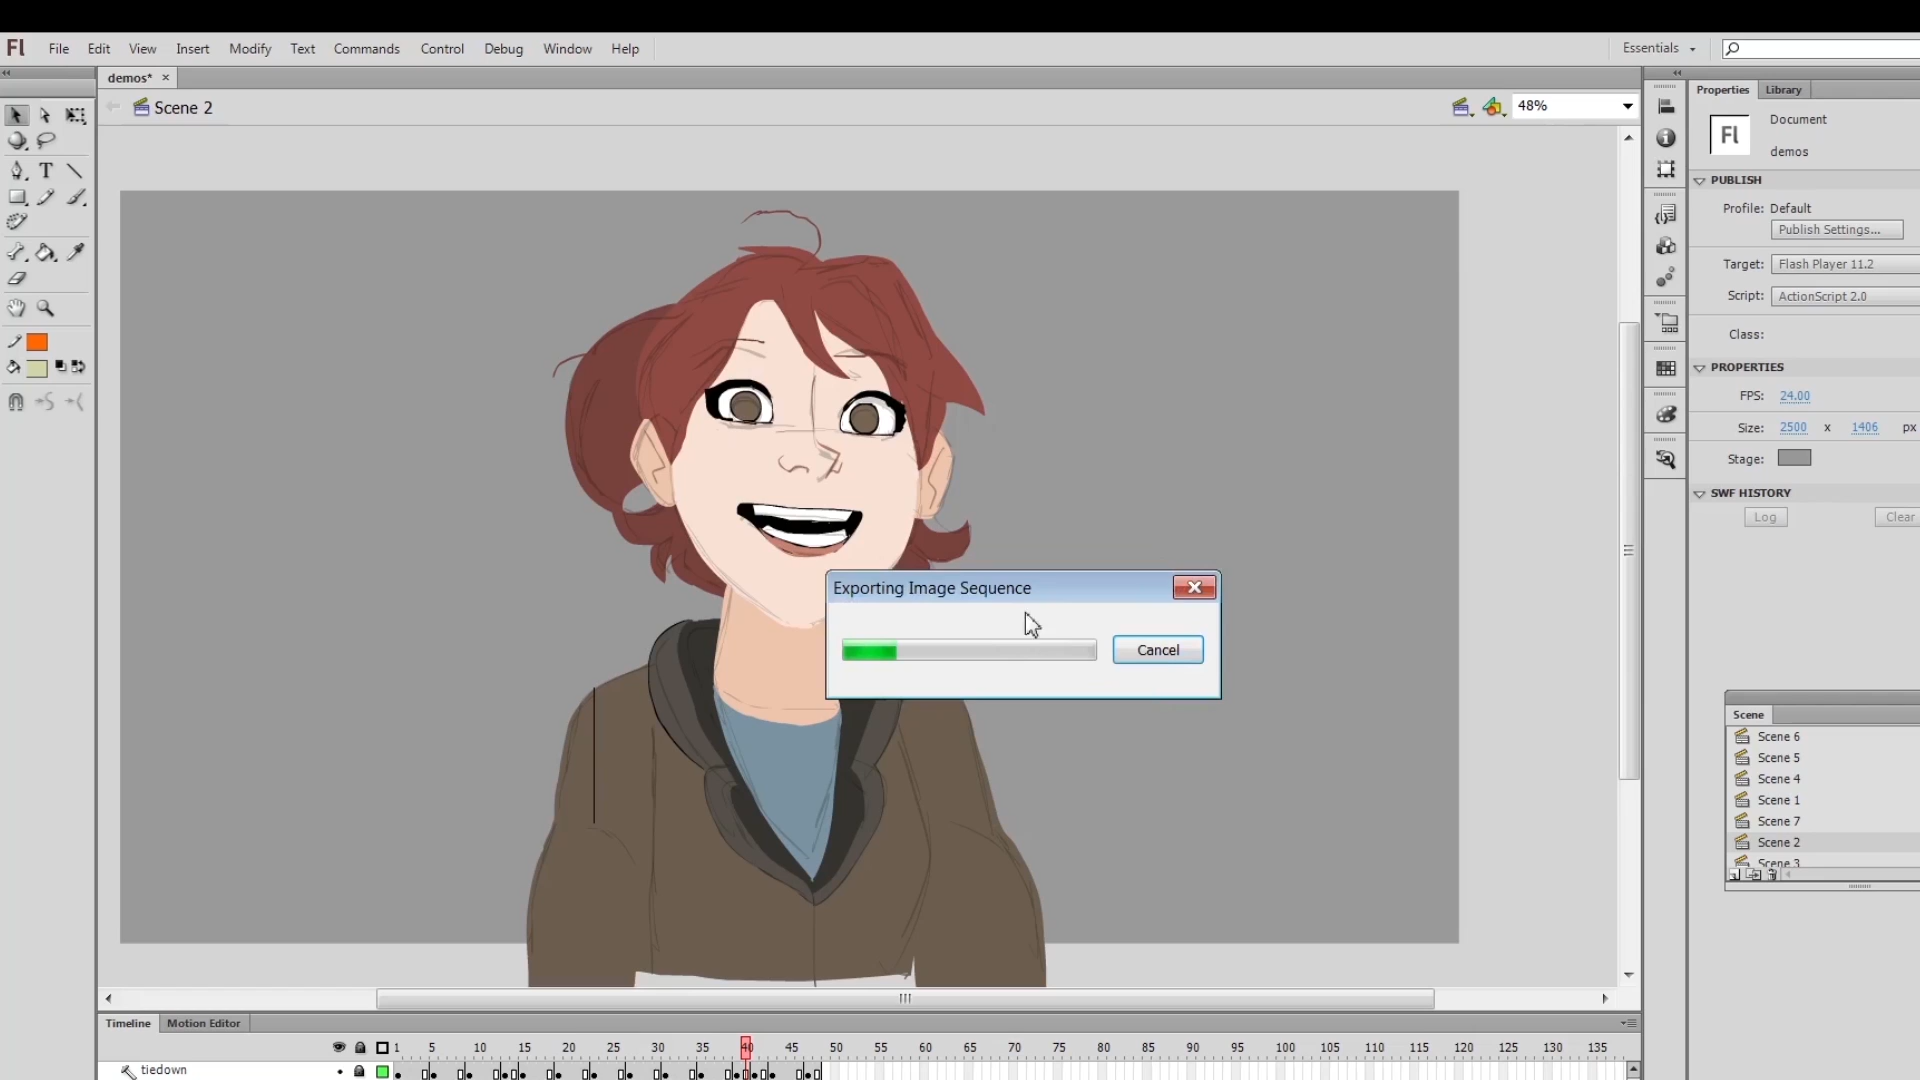 Fl File Edit View Insert Modify Text Commands Control Debug Window Help Essentials
demos* ×
Scene 2 48%
Properties Library
Document
Fl
demos
PUBLISH
Profile: Default
Publish Settings...
Target: Flash Player 11.2
Script: ActionScript 2.0
Class:
PROPERTIES
FPS: 24.00
Size: 2500 x 1406 px
Stage:
SWF HISTORY
Log Clear
Exporting Image Sequence
Cancel
Scene
Scene 6
Scene 5
Scene 4
Scene 1
Scene 7
Scene 2
Scene 3
Timeline Motion Editor
1 5 10 15 20 25 30 35 40 45 50 55 60 65 70 75 80 85 90 95 100 105 110 115 120 125 130 135
tiedown